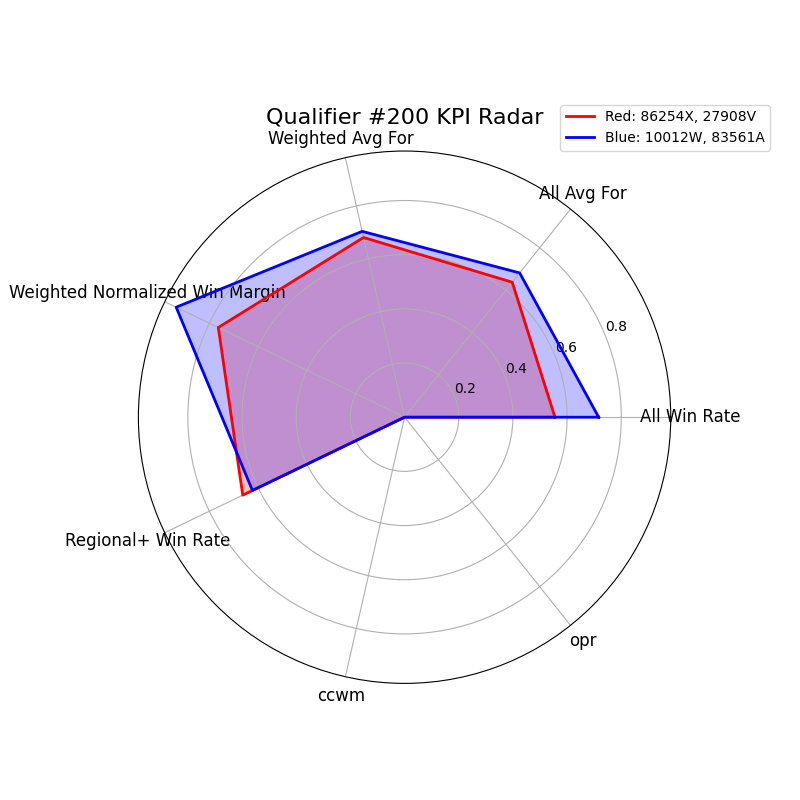 Qualifier #200 KPI Radar
Red: 86254X, 27908V
Blue: 10012W, 83561A
Weighted Avg For
All Avg For
Weighted Normalized Win Margin
0.8
0.6
0.4
0.2
All Win Rate
Regional+ Win Rate
opr
ccwm